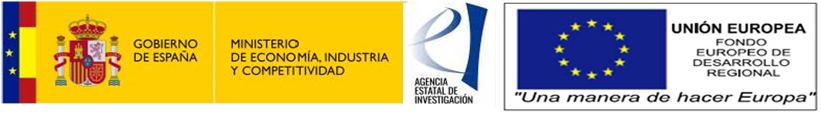 GOBIERNO
DE ESPAÑA
MINISTERIO
DE ECONOMÍA, INDUSTRIA
Y COMPETITIVIDAD
AGENCIA
ESTATAL DE
INVESTIGACIÓN
UNIÓN EUROPEA
FONDO
EUROPEO DE
DESARROLLO
REGIONAL
"Una manera de hacer Europa"